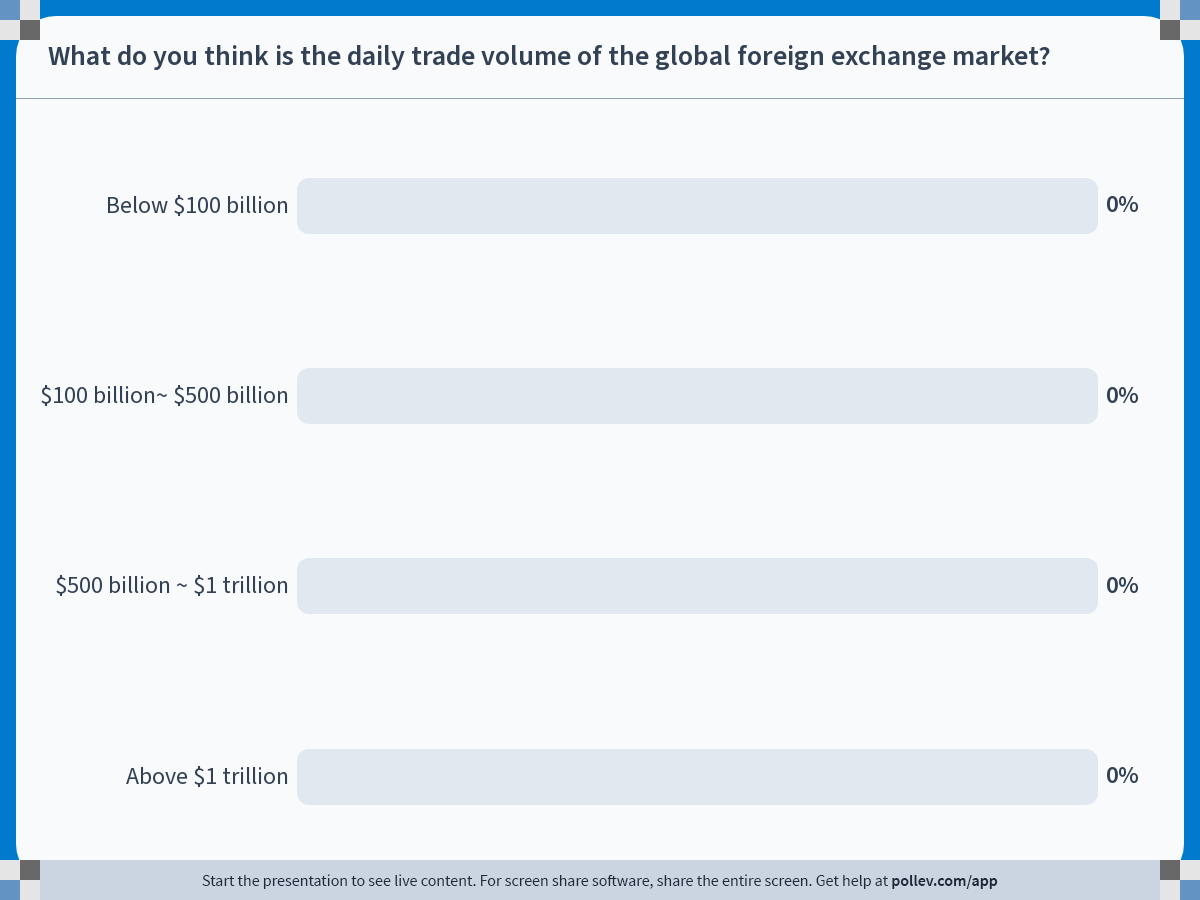 What do you think is the daily trade volume of the global foreign exchange market?
Below $100 billion 0%
$100 billion~ $500 billion 0%
$500 billion ~ $1 trillion 0%
Above $1 trillion 0%
Start the presentation to see live content. For screen share software, share the entire screen. Get help at pollev.com/app